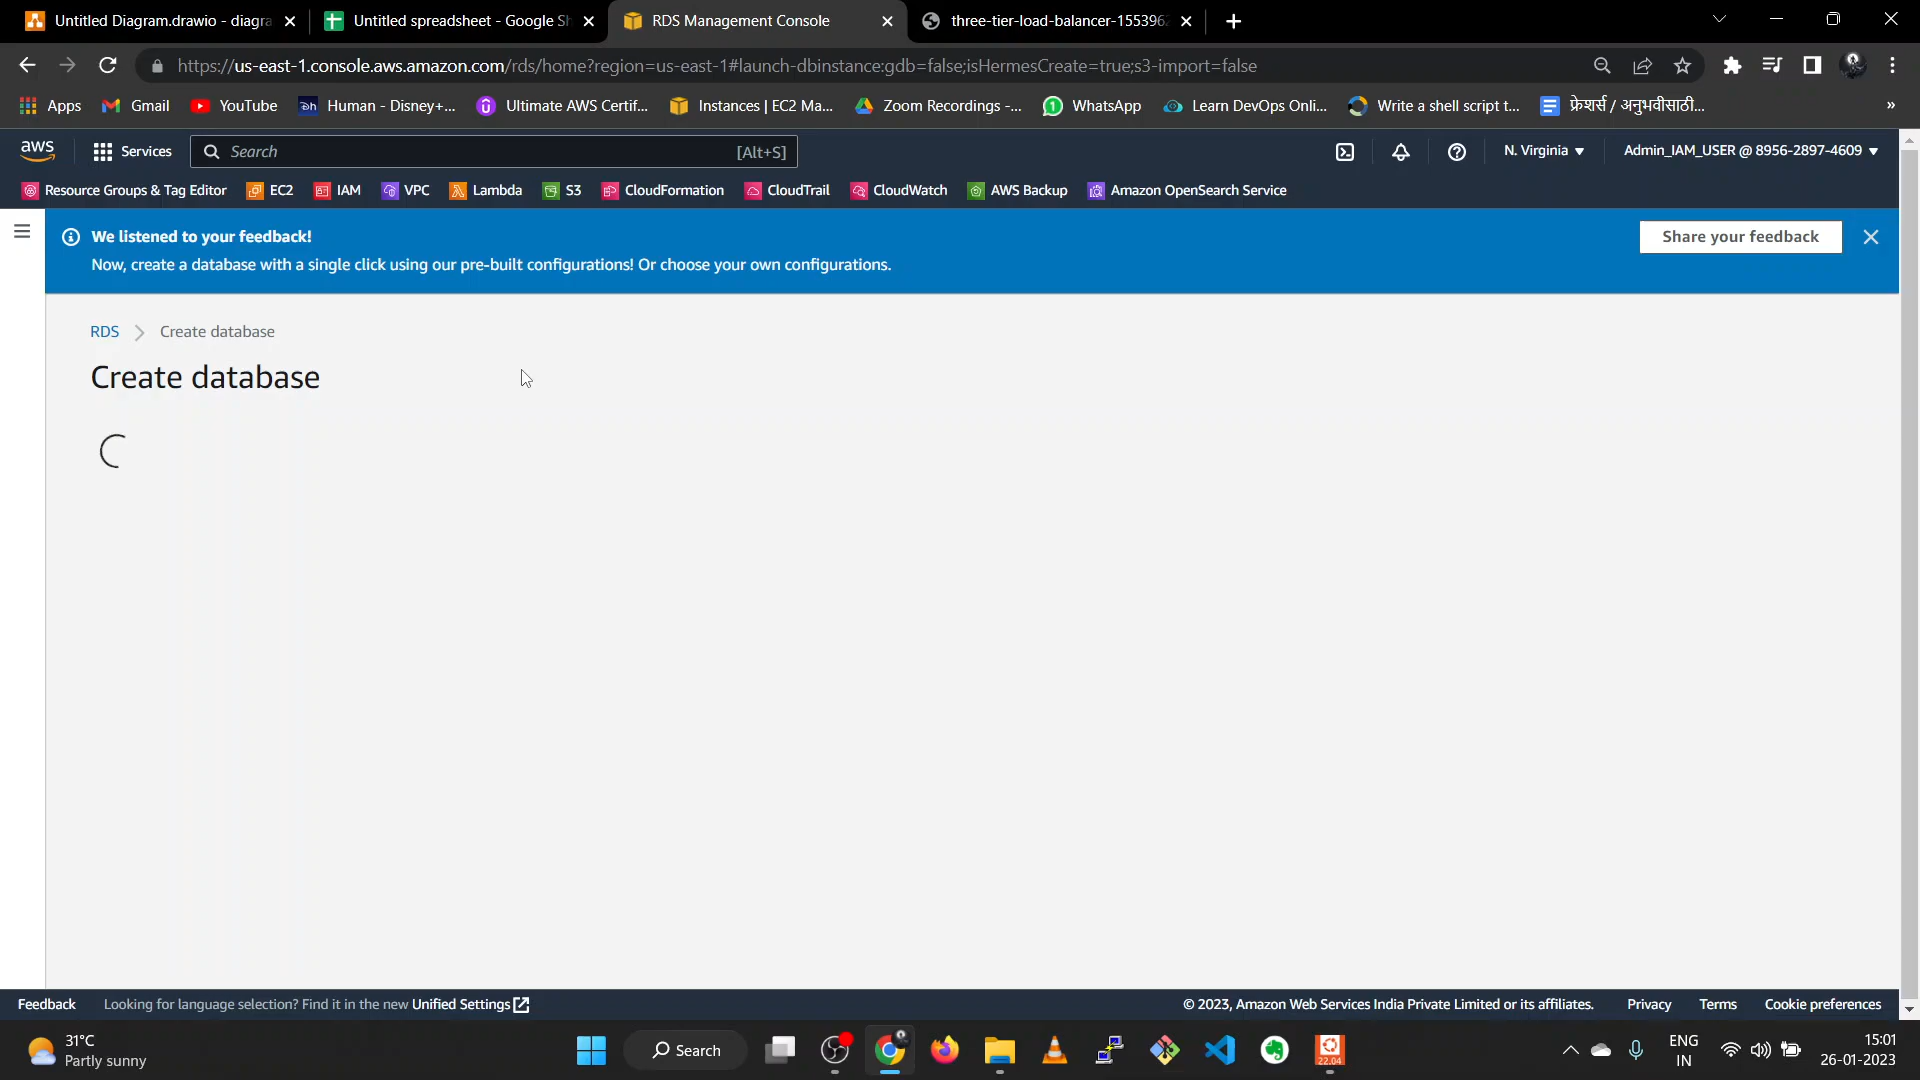 Untitled Diagram.drawio - diagra
Untitled spreadsheet - Google Sh
RDS Management Console
three-tier-load-balancer-155396
https://us-east-1.console.aws.amazon.com/rds/home?region=us-east-1#launch-dbinstance:gdb=false;isHermesCreate=true;s3-import=false
Apps
Gmail
YouTube
Human - Disney+...
Ultimate AWS Certif...
Instances | EC2 Ma...
Zoom Recordings -...
WhatsApp
Learn DevOps Onli...
Write a shell script t...
फ्रेशर्स / अनुभवीसाठी...
»
aws
Services
Search
[Alt+S]
N. Virginia
Admin_IAM_USER @ 8956-2897-4609
Resource Groups & Tag Editor
EC2
IAM
VPC
Lambda
S3
CloudFormation
CloudTrail
CloudWatch
AWS Backup
Amazon OpenSearch Service
We listened to your feedback!
Now, create a database with a single click using our pre-built configurations! Or choose your own configurations.
Share your feedback
RDS
Create database
Create database
Feedback
Looking for language selection? Find it in the new Unified Settings
© 2023, Amazon Web Services India Private Limited or its affiliates.
Privacy
Terms
Cookie preferences
31°C
Partly sunny
Search
22.04
ENG
IN
15:01
26-01-2023